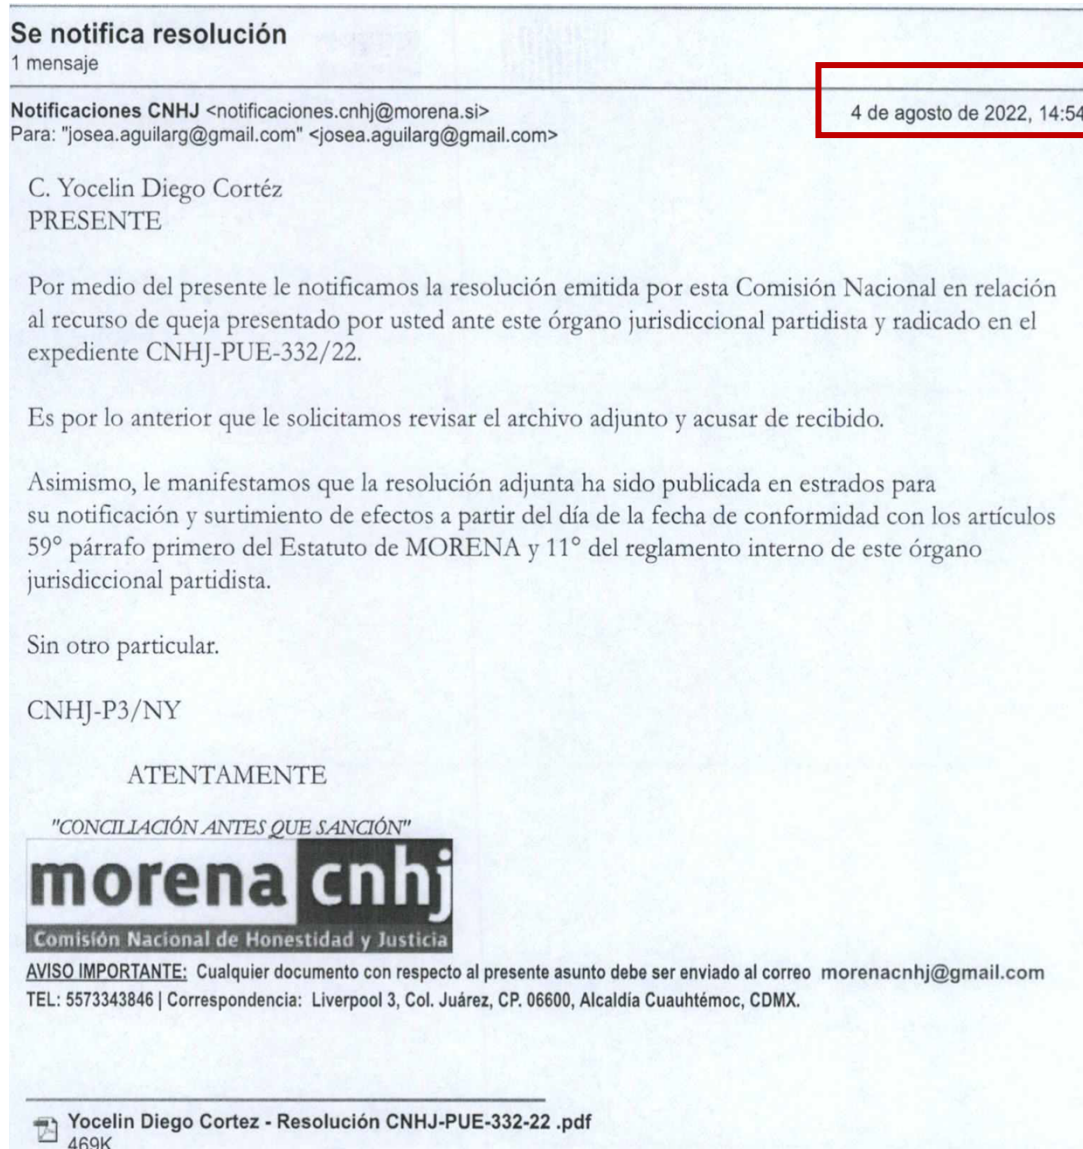 Se notifica resolución
1 mensaje
Notificaciones CNHJ <notificaciones.cnhj@morena.si>
4 de agosto de 2022, 14:54
Para: "josea.aguilarg@gmail.com" <josea.aguilarg@gmail.com>
C. Yocelin Diego Cortéz
PRESENTE
Por medio del presente le notificamos la resolución emitida por esta Comisión Nacional en relación
al recurso de queja presentado por usted ante este órgano jurisdiccional partidista y radicado en el
expediente CNHJ-PUE-332/22.
Es por lo anterior que le solicitamos revisar el archivo adjunto y acusar de recibido.
Asimismo, le manifestamos que la resolución adjunta ha sido publicada en estrados para
su notificación y surtimiento de efectos a partir del día de la fecha de conformidad con los artículos
59° párrafo primero del Estatuto de MORENA y 11° del reglamento interno de este órgano
jurisdiccional partidista.
Sin otro particular.
CNHJ-P3/NY
ATENTAMENTE
"CONCILIACIÓN ANTES QUE SANCIÓN"
morena cnhj
Comisión Nacional de Honestidad y Justicia
AVISO IMPORTANTE: Cualquier documento con respecto al presente asunto debe ser enviado al correo morenacnhj@gmail.com
TEL: 5573343846 | Correspondencia: Liverpool 3, Col. Juárez, CP. 06600, Alcaldía Cuauhtémoc, CDMX.
Yocelin Diego Cortez - Resolución CNHJ-PUE-332-22 .pdf
469K